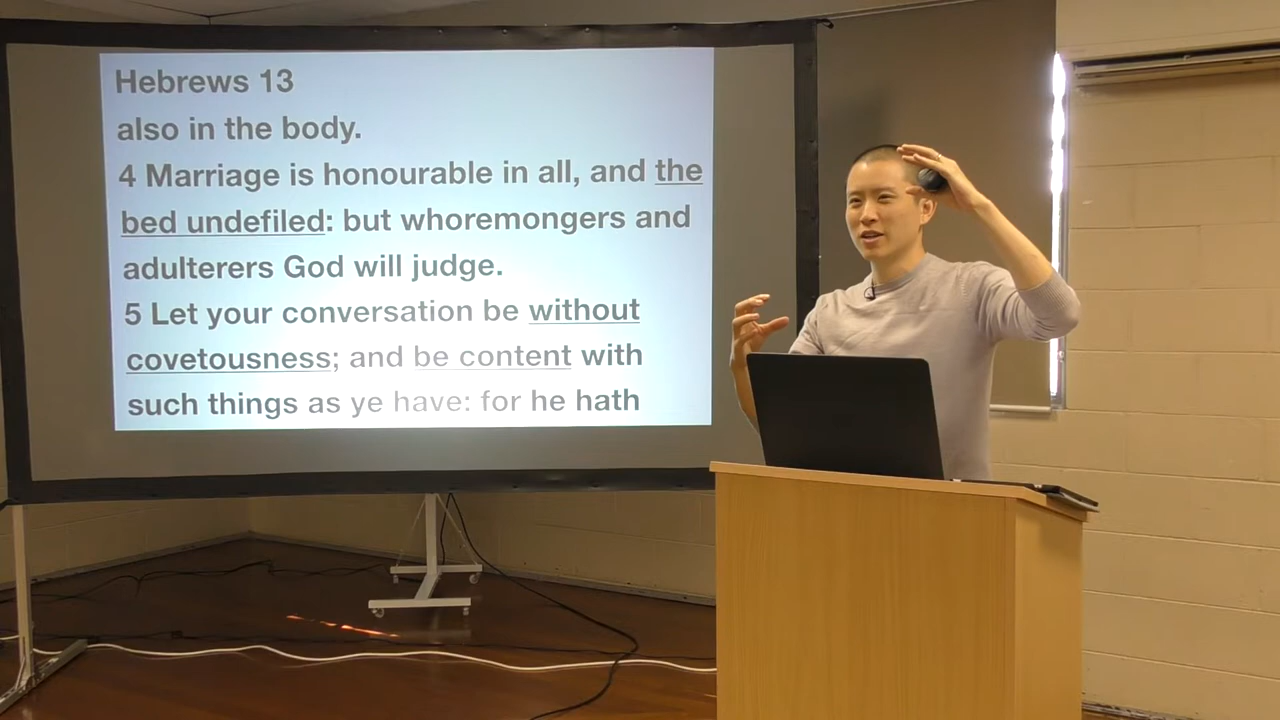 Hebrews 13
also in the body.
4 Marriage is honourable in all, and the
bed undefiled: but whoremongers and
adulterers God will judge.
5 Let your conversation be without
covetousness; and be content with
such things as ye have: for he hath